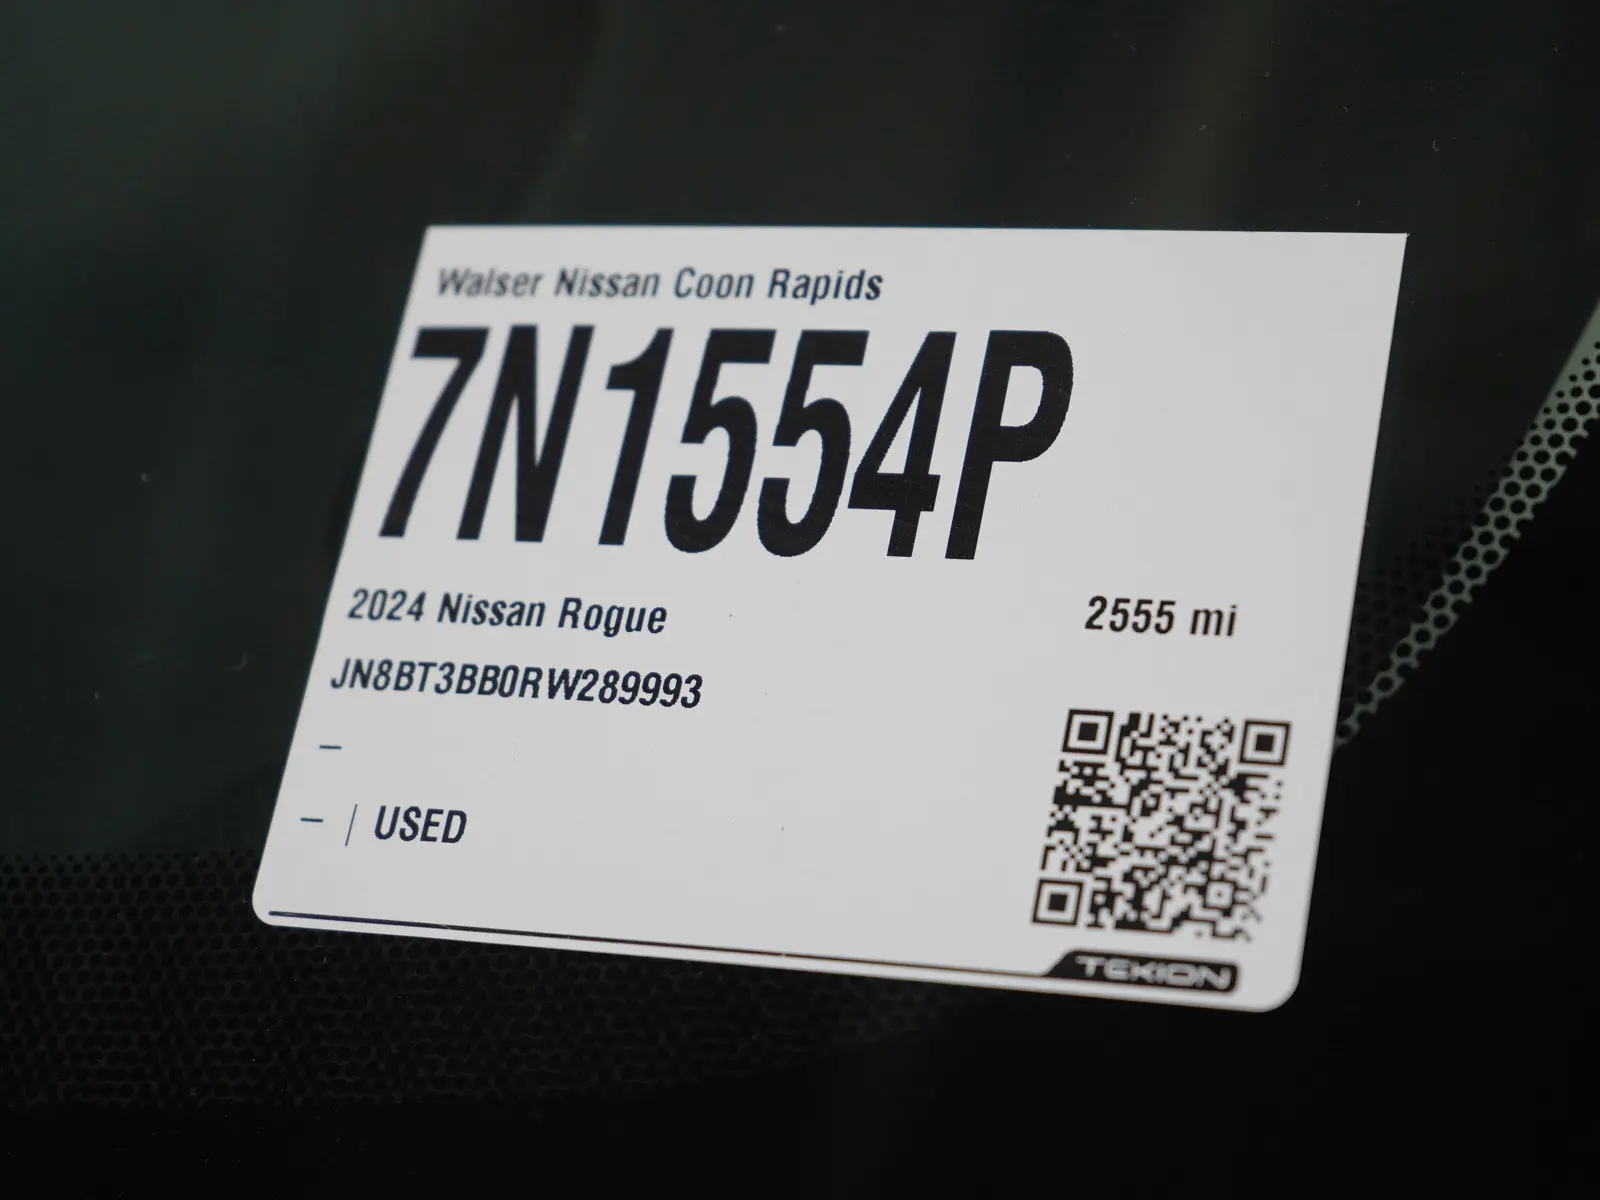 Walser Nissan Coon Rapids
7N1554P
2024 Nissan Rogue
2555 mi
JN8BT3BB0RW289993
–
– | USED
TEKION